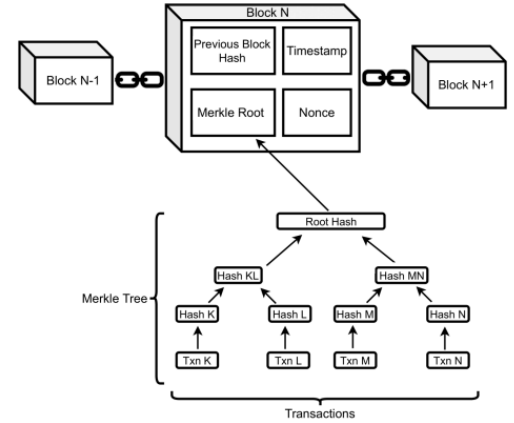 Block N
Previous Block
Hash
Timestamp
Block N-1
Block N+1
Merkle Root
Nonce
Root Hash
Hash KL
Hash MN
Merkle Tree
Hash K
Hash L
Hash M
Hash N
Txn K
Txn L
Txn M
Txn N
Transactions